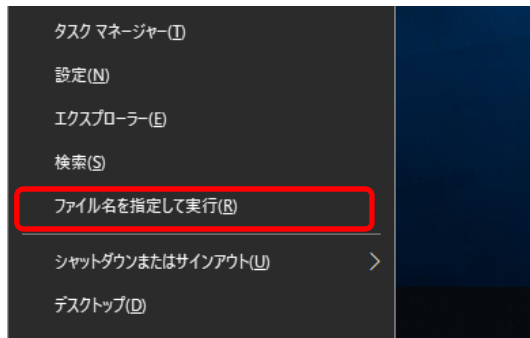 タスク マネージャー(T)
設定(N)
エクスプローラー(E)
検索(S)
ファイル名を指定して実行(R)
シャットダウンまたはサインアウト(U)
デスクトップ(D)